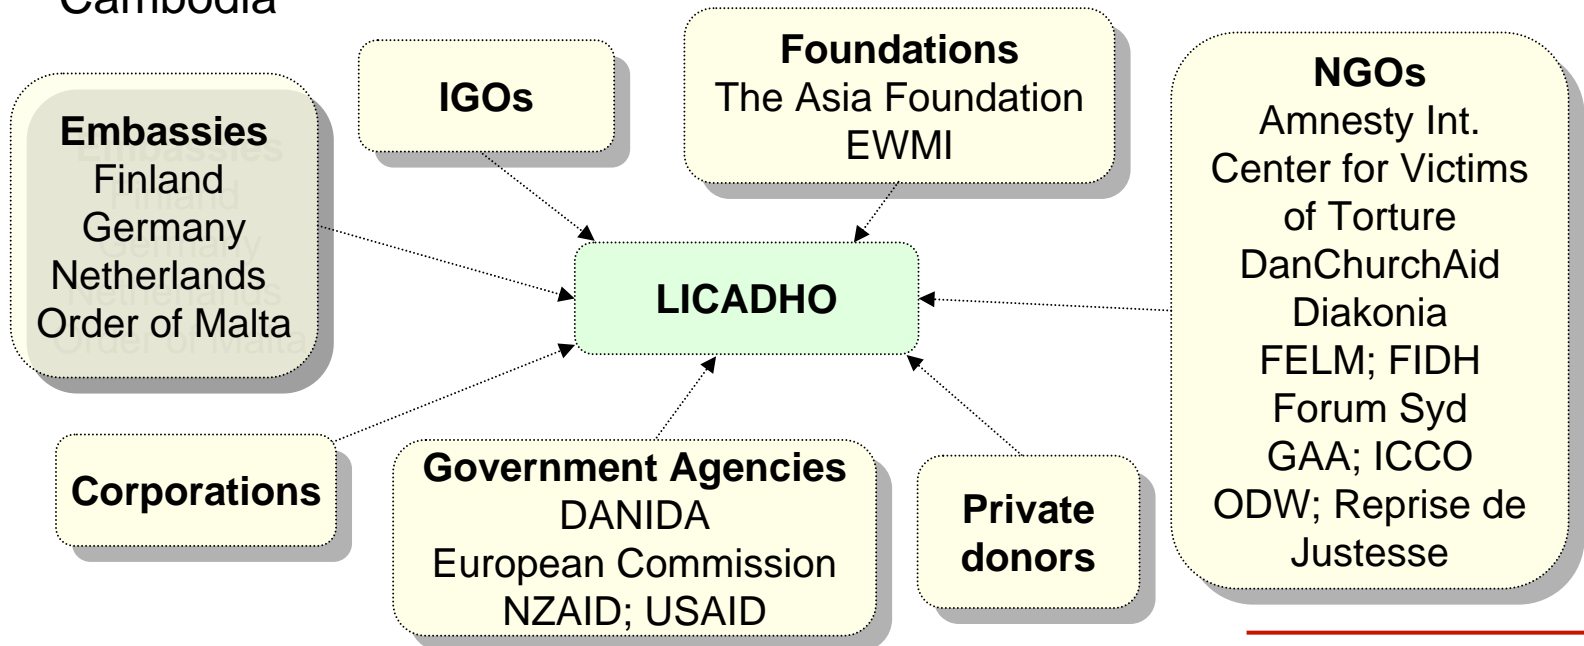 Cambodia
Embassies
Finland
Germany
Netherlands
Order of Malta
IGOs
Foundations
The Asia Foundation
EWMI
NGOs
Amnesty Int.
Center for Victims
of Torture
DanChurchAid
Diakonia
FELM; FIDH
Forum Syd
GAA; ICCO
ODW; Reprise de
Justesse
LICADHO
Corporations
Government Agencies
DANIDA
European Commission
NZAID; USAID
Private
donors